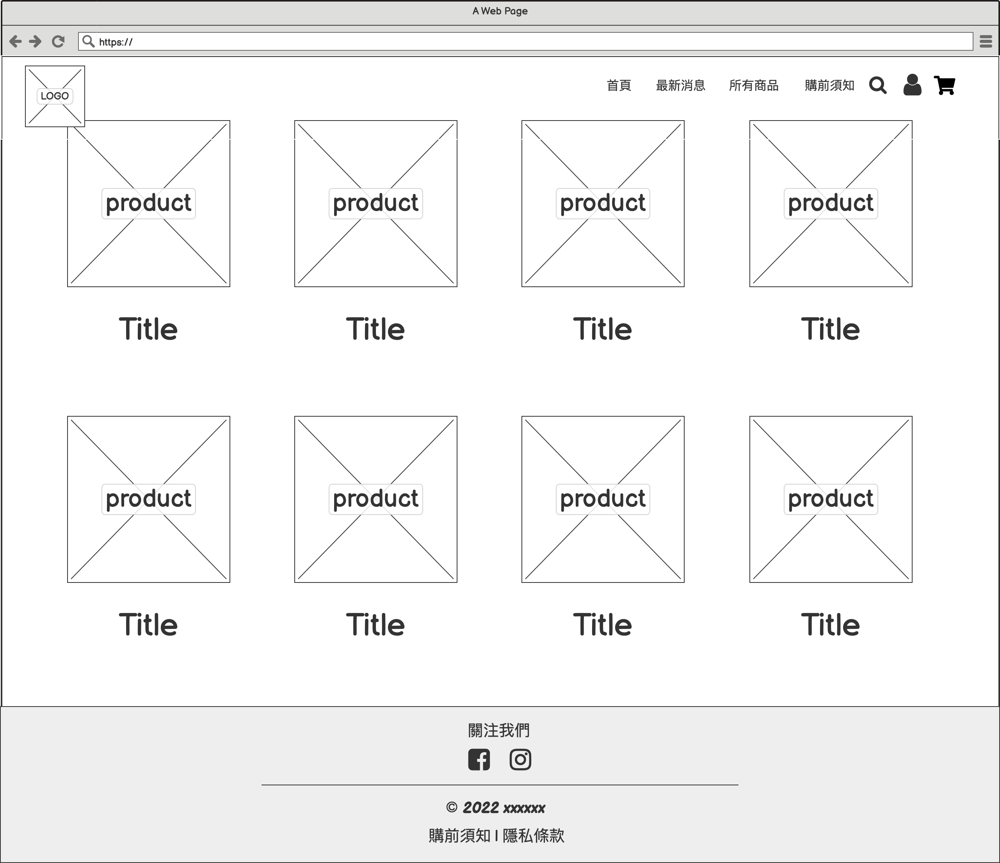 A Web Page
https://
LOGO
首頁 最新消息 所有商品 購前須知
product product product product
Title Title Title Title
product product product product
Title Title Title Title
關注我們
© 2022 xxxxxx
購前須知 | 隱私條款